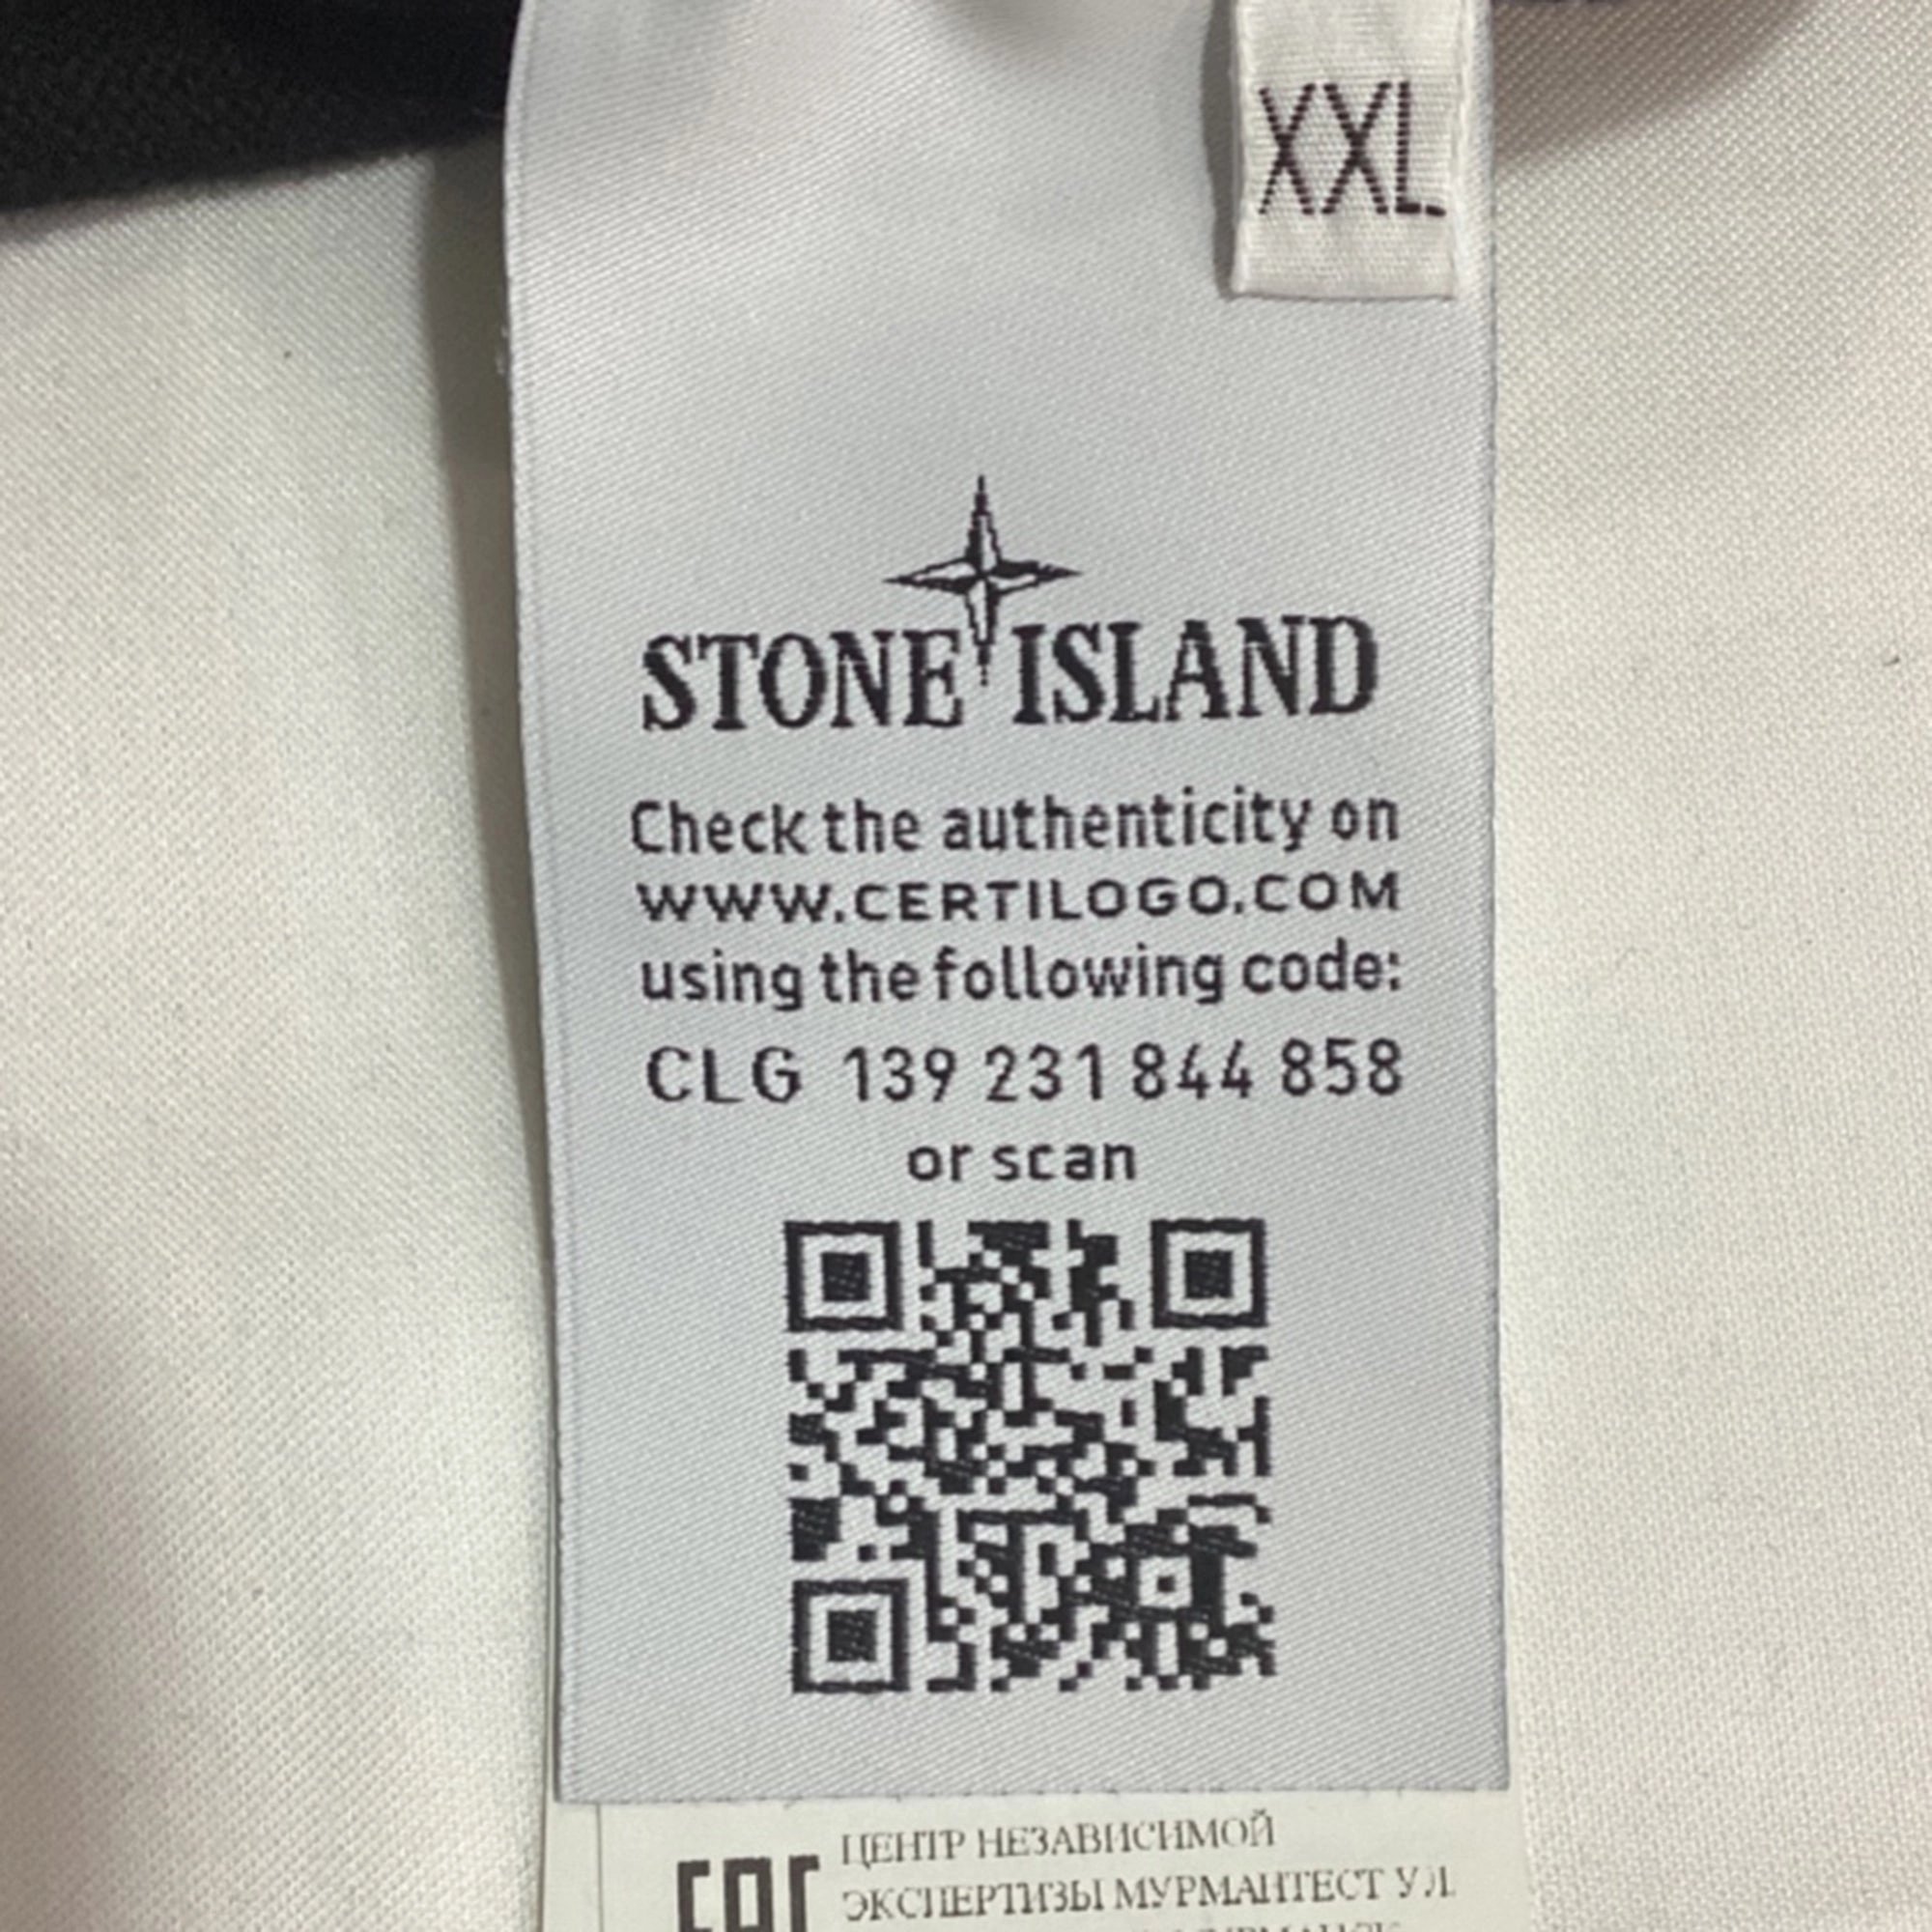 XXL
STONE ISLAND
Check the authenticity on
WWW.CERTILOGO.COM
using the following code:
CLG 139 231 844 858
or scan
ЦЕНТР НЕЗАВИСИМОЙ
EAC ЭКСПЕРТИЗЫ МУРМАНТЕСТ УЛ.